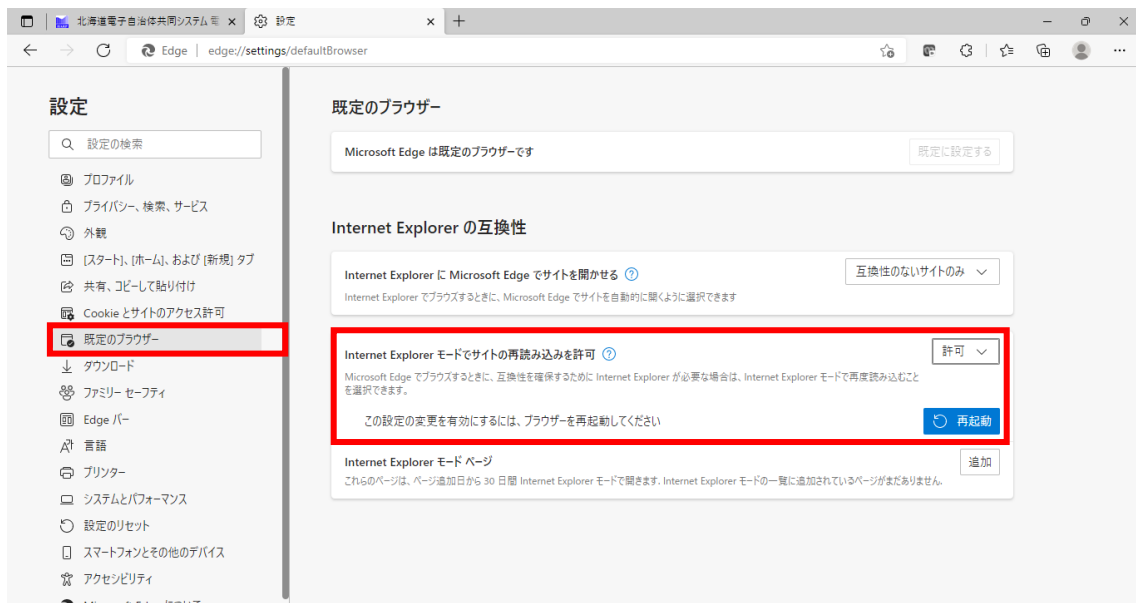 北海道電子自治体共同システム 電
設定
Edge
edge://settings/defaultBrowser
設定
設定の検索
プロファイル
プライバシー、検索、サービス
外観
[スタート]、[ホーム]、および [新規] タブ
共有、コピーして貼り付け
Cookie とサイトのアクセス許可
既定のブラウザー
ダウンロード
ファミリー セーフティ
Edge バー
言語
プリンター
システムとパフォーマンス
設定のリセット
スマートフォンとその他のデバイス
アクセシビリティ
既定のブラウザー
Microsoft Edge は既定のブラウザーです
既定に設定する
Internet Explorer の互換性
Internet Explorer に Microsoft Edge でサイトを開かせる
互換性のないサイトのみ
Internet Explorer でブラウズするときに、Microsoft Edge でサイトを自動的に開くように選択できます
Internet Explorer モードでサイトの再読み込みを許可
許可
Microsoft Edge でブラウズするときに、互換性を確保するために Internet Explorer が必要な場合は、Internet Explorer モードで再度読み込むこと
を選択できます。
この設定の変更を有効にするには、ブラウザーを再起動してください
再起動
Internet Explorer モード ページ
追加
これらのページは、ページ追加日から 30 日間 Internet Explorer モードで開きます. Internet Explorer モードの一覧に追加されているページがまだありません.